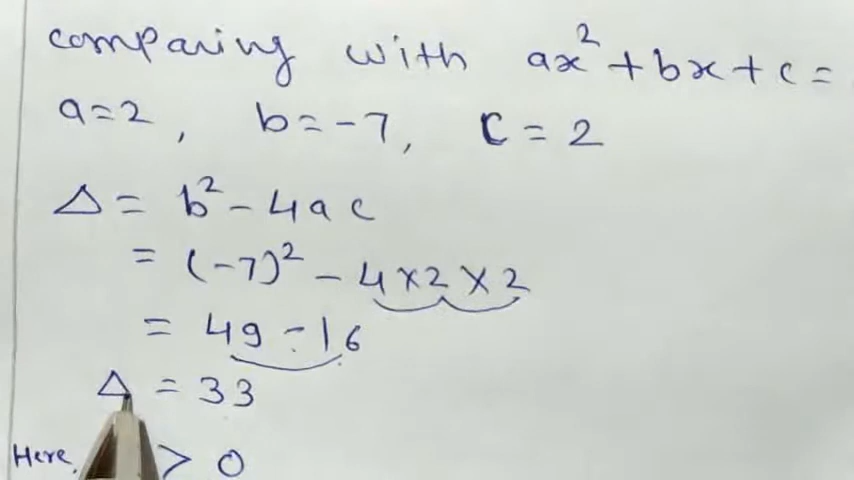 comparing with ax² + bx + c =
a = 2, b = -7, c = 2
Δ = b² - 4ac
= (-7)² - 4 × 2 × 2
= 49 - 16
Δ = 33
Here, > 0